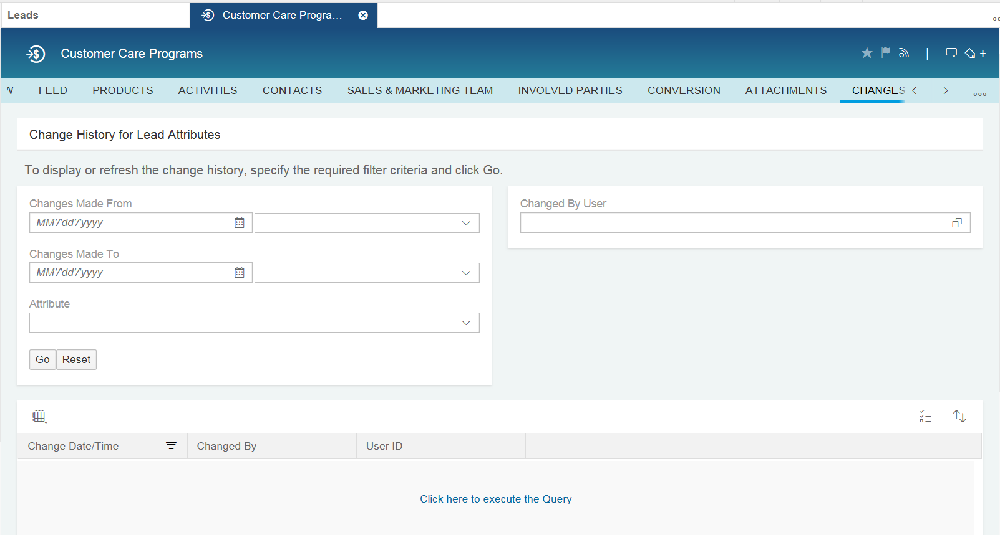 Leads
Customer Care Progra...
Customer Care Programs
W FEED PRODUCTS ACTIVITIES CONTACTS SALES & MARKETING TEAM INVOLVED PARTIES CONVERSION ATTACHMENTS CHANGES
Change History for Lead Attributes
To display or refresh the change history, specify the required filter criteria and click Go.
Changes Made From
MM'/'dd'/'yyyy
Changed By User
Changes Made To
MM'/'dd'/'yyyy
Attribute
Go Reset
Change Date/Time Changed By User ID
Click here to execute the Query